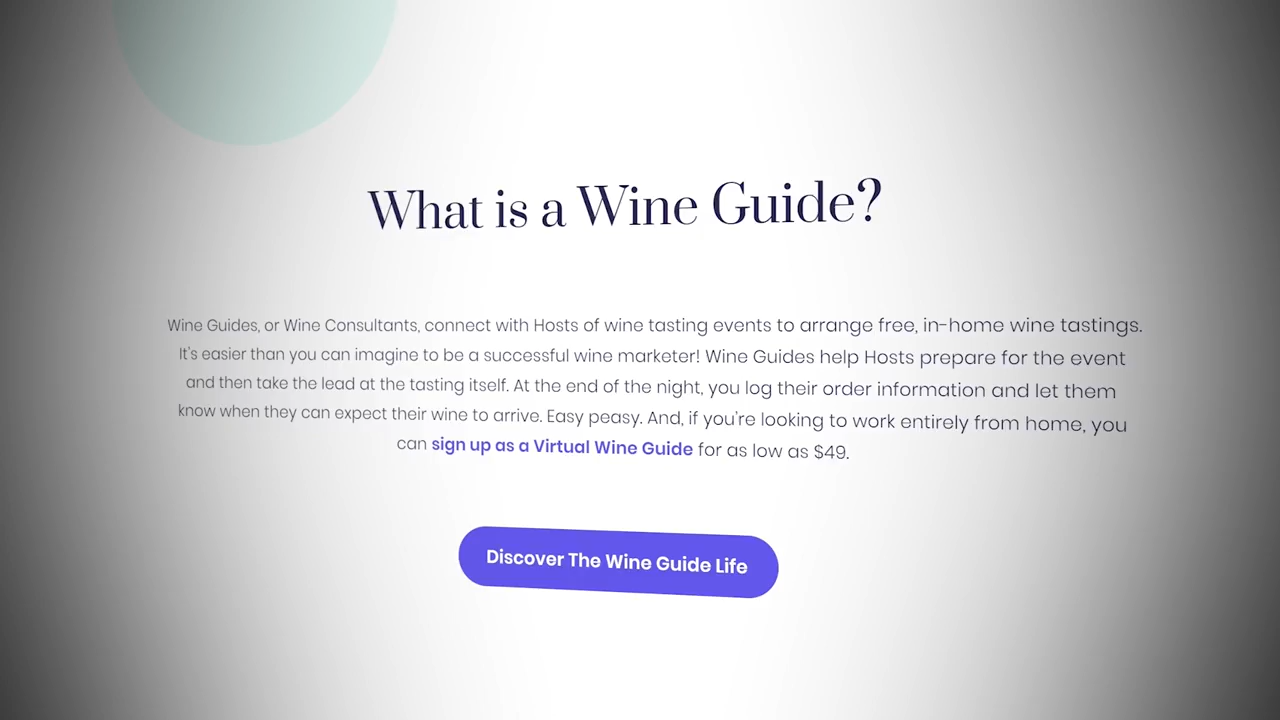 What is a Wine Guide?
Wine Guides, or Wine Consultants, connect with Hosts of wine tasting events to arrange free, in-home wine tastings.
It's easier than you can imagine to be a successful wine marketer! Wine Guides help Hosts prepare for the event
and then take the lead at the tasting itself. At the end of the night, you log their order information and let them
know when they can expect their wine to arrive. Easy peasy. And, if you're looking to work entirely from home, you
can sign up as a Virtual Wine Guide for as low as $49.
Discover The Wine Guide Life